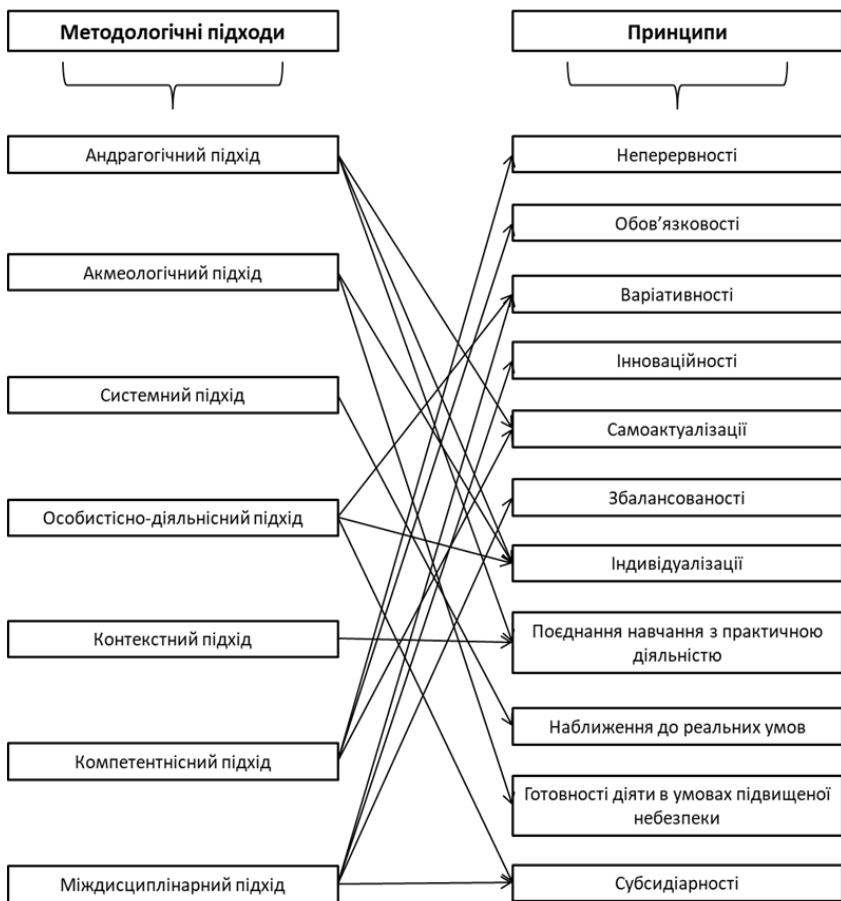 Методологічні підходи
Андрагогічний підхід
Акмеологічний підхід
Системний підхід
Особистісно-діяльнісний підхід
Контекстний підхід
Компетентнісний підхід
Міждисциплінарний підхід
Принципи
Неперервності
Обов’язковості
Варіативності
Інноваційності
Самоактуалізації
Збалансованості
Індивідуалізації
Поєднання навчання з практичною
діяльністю
Наближення до реальних умов
Готовності діяти в умовах підвищеної
небезпеки
Субсидіарності